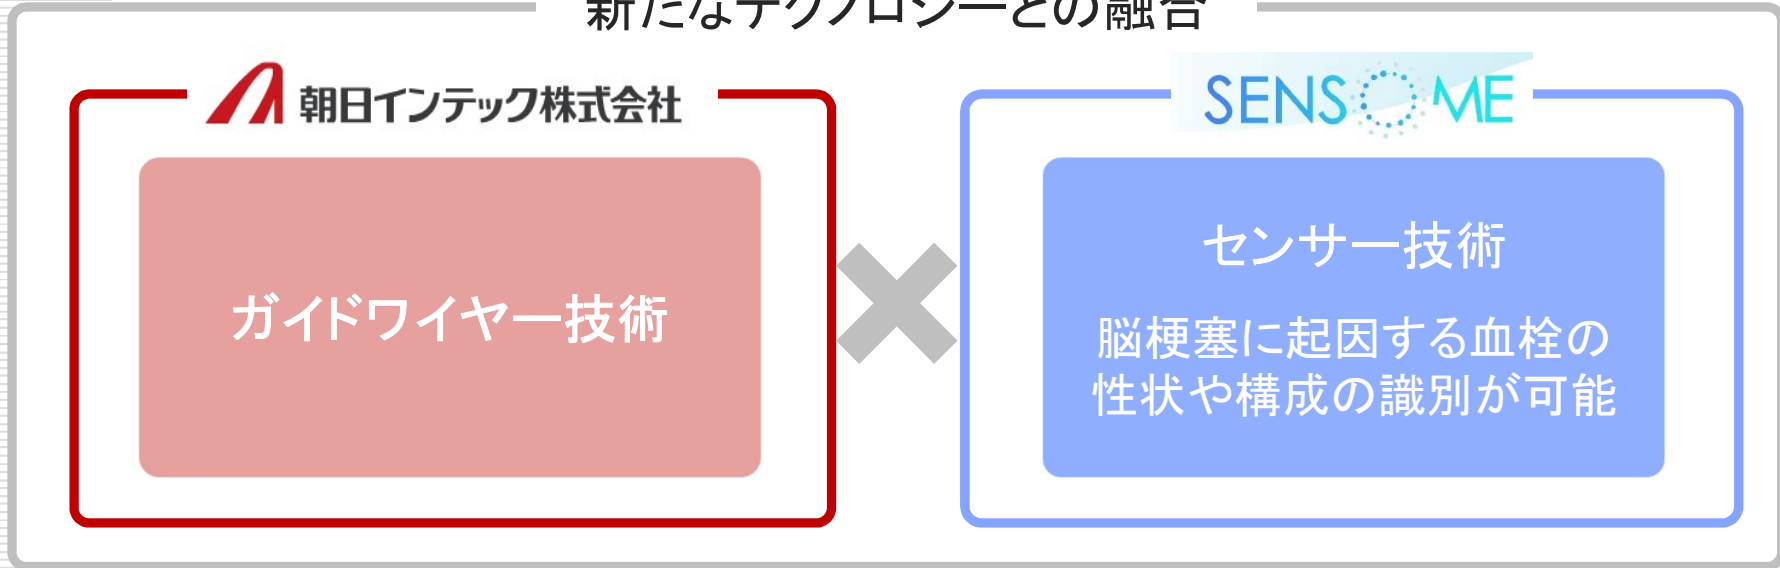 新たなテクノロジーとの融合
朝日インテック株式会社
ガイドワイヤー技術
SENSOME
センサー技術
脳梗塞に起因する血栓の
性状や構成の識別が可能